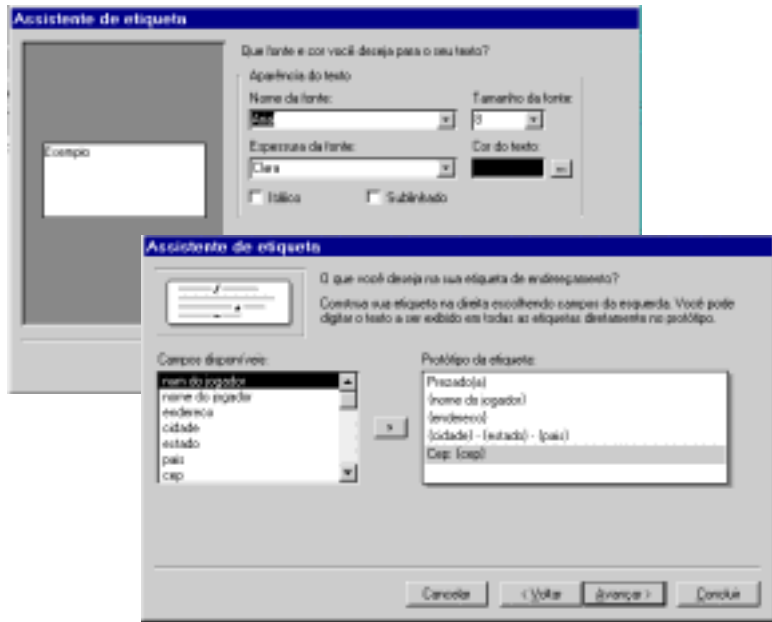 Assistente de etiqueta
Que fonte e cor você deseja para o seu texto?
Aparência do texto
Nome da fonte:
Tamanho da fonte:
Arial
8
Exemplo
Espessura da fonte:
Cor do texto:
Clara
...
Itálico
Sublinhado
Assistente de etiqueta
O que você deseja na sua etiqueta de endereçamento?
Construa sua etiqueta na direita escolhendo campos da esquerda. Você pode
digitar o texto a ser exibido em todas as etiquetas diretamente no protótipo.
Campos disponíveis:
Protótipo da etiqueta:
num do jogador
nome do jogador
endereco
cidade
estado
pais
cep
>
Prezado(a)
{nome do jogador}
{endereco}
{cidade} - {estado} - {pais}
Cep: {cep}
Cancelar
< Voltar
Avançar >
Concluir